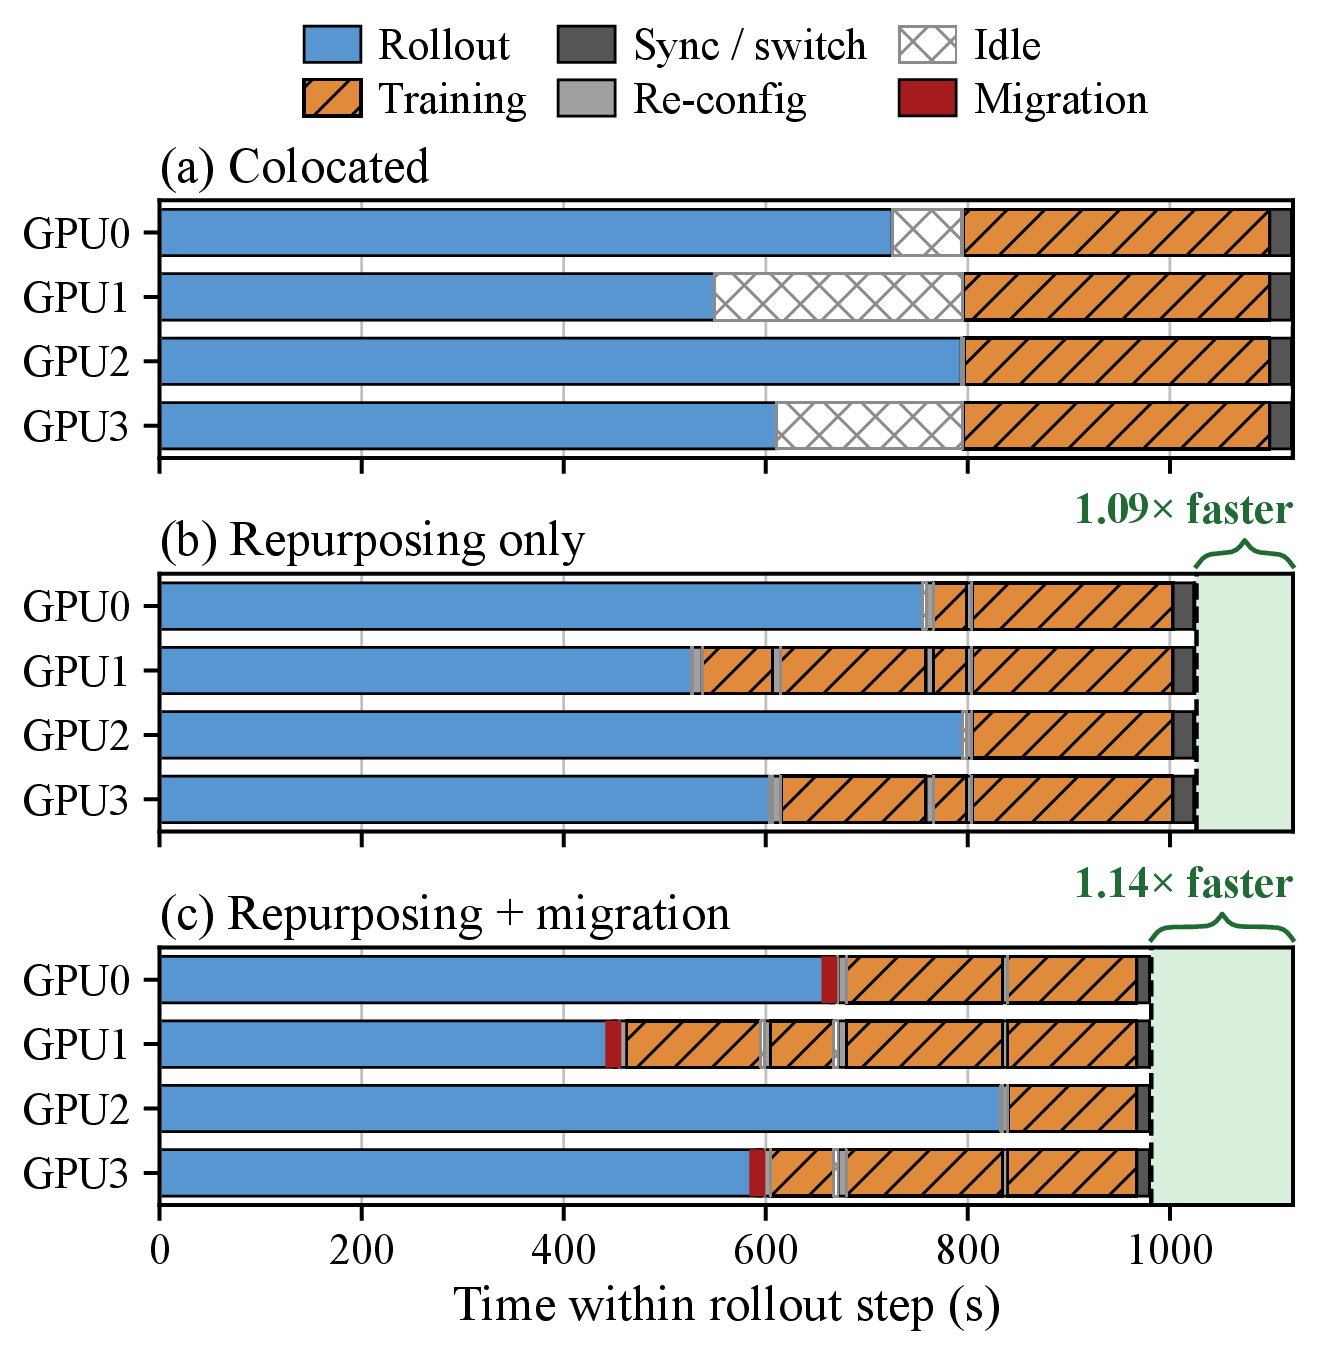 Rollout Sync / switch Idle
Training Re-config Migration
(a) Colocated
GPU0
GPU1
GPU2
GPU3
1.09× faster
(b) Repurposing only
GPU0
GPU1
GPU2
GPU3
1.14× faster
(c) Repurposing + migration
GPU0
GPU1
GPU2
GPU3
0 200 400 600 800 1000
Time within rollout step (s)